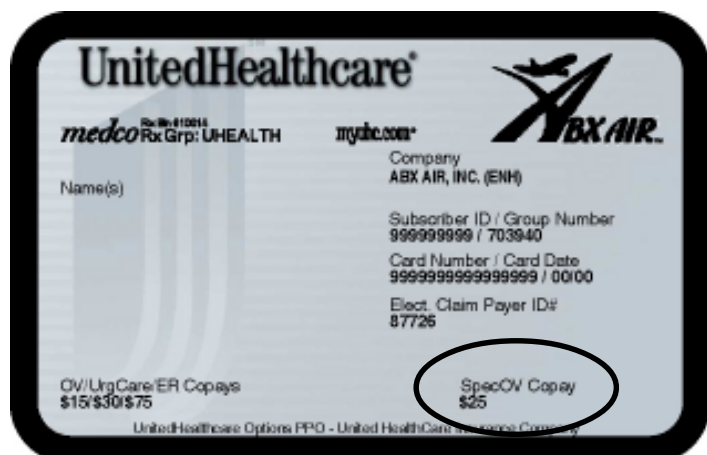 UnitedHealthcare®
ABX AIR
medco Rx Grp: UHEALTH
myuhc.com®
Company
ABX AIR, INC. (ENH)
Name(s)
Subscriber ID / Group Number
999999999 / 703940
Card Number / Card Date
9999999999999999 / 00/00
Elect. Claim Payer ID#
87726
OV/UrgCare/ER Copays
$15/$30/$75
SpecOV Copay
$25
UnitedHealthcare Options PPO - United HealthCare Insurance Company